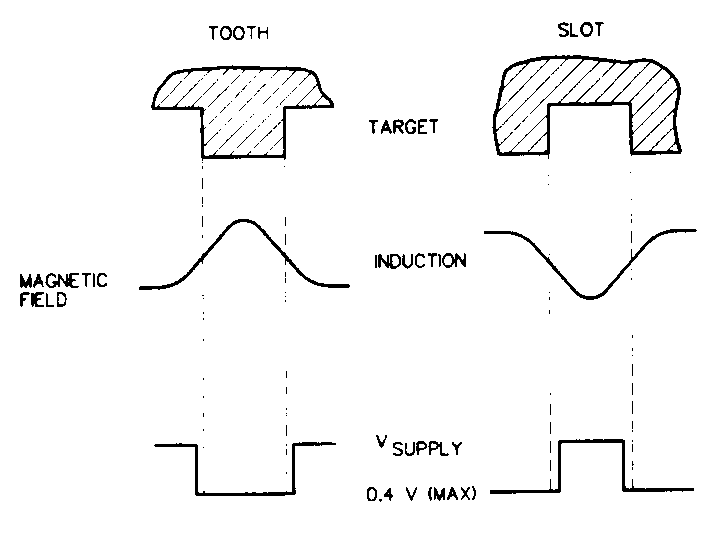 TOOTH
SLOT
TARGET
INDUCTION
MAGNETIC
FIELD
V SUPPLY
0.4 V (MAX)